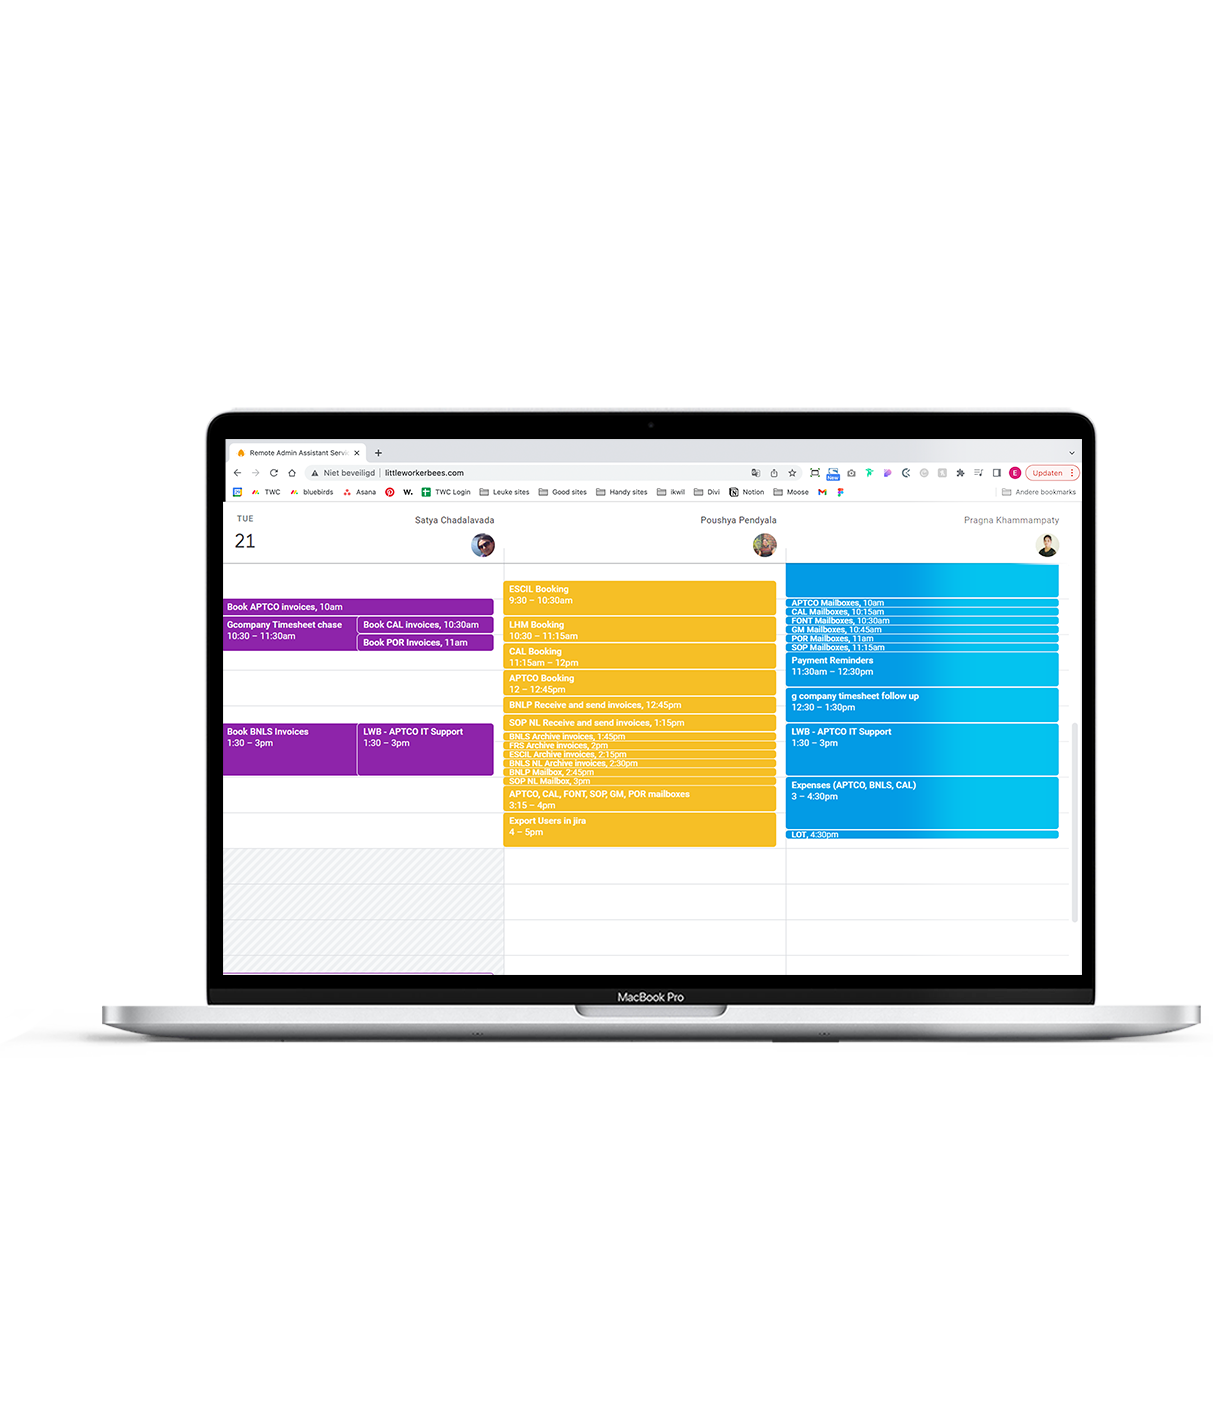 Remote Admin Assistant Servic
Niet beveiligd | littleworkerbees.com
New
E
Updaten
TWC
bluebirds
Asana
W.
TWC Login
Leuke sites
Good sites
Handy sites
ikwil
Divi
Notion
Moose
Andere bookmarks
TUE
21
Satya Chadalavada
Poushya Pendyala
Pragna Khammampaty
Book APTCO invoices, 10am
Gcompany Timesheet chase
10:30 – 11:30am
Book CAL invoices, 10:30am
Book POR Invoices, 11am
Book BNLS Invoices
1:30 – 3pm
LWB - APTCO IT Support
1:30 – 3pm
ESCIL Booking
9:30 – 10:30am
LHM Booking
10:30 – 11:15am
CAL Booking
11:15am – 12pm
APTCO Booking
12 – 12:45pm
BNLP Receive and send invoices, 12:45pm
SOP NL Receive and send invoices, 1:15pm
BNLS Archive invoices, 1:45pm
FRS Archive invoices, 2pm
ESCIL Archive invoices, 2:15pm
BNLS NL Archive invoices, 2:30pm
BNLP Mailbox, 2:45pm
SOP NL Mailbox, 3pm
APTCO, CAL, FONT, SOP, GM, POR mailboxes
3:15 – 4pm
Export Users in jira
4 – 5pm
APTCO Mailboxes, 10am
CAL Mailboxes, 10:15am
FONT Mailboxes, 10:30am
GM Mailboxes, 10:45am
POR Mailboxes, 11am
SOP Mailboxes, 11:15am
Payment Reminders
11:30am – 12:30pm
g company timesheet follow up
12:30 – 1:30pm
LWB - APTCO IT Support
1:30 – 3pm
Expenses (APTCO, BNLS, CAL)
3 – 4:30pm
LOT, 4:30pm
MacBook Pro